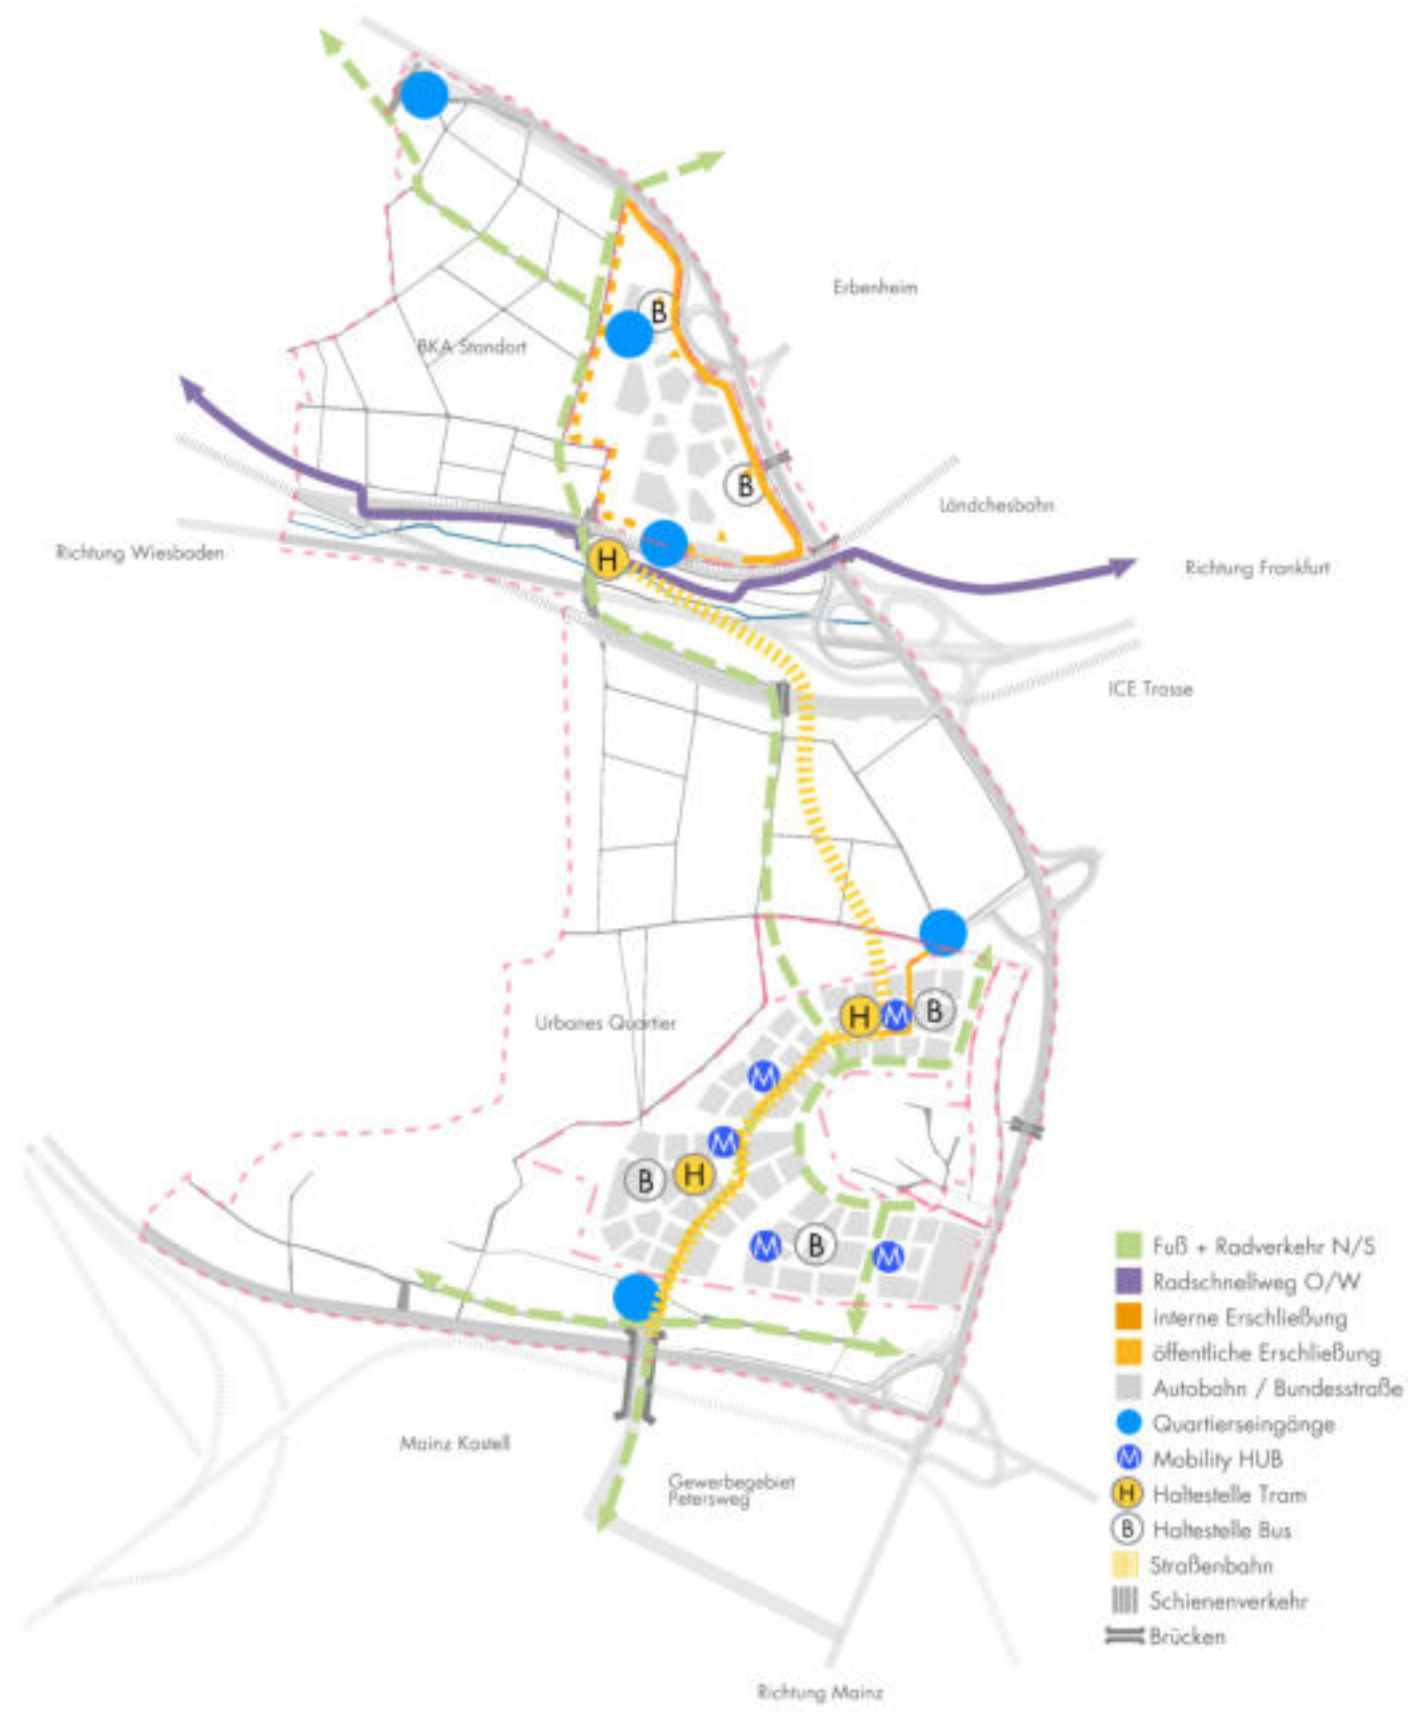 B
Erbenheim
BKA Standort
B
Ländchesbahn
Richtung Wiesbaden
H
Richtung Frankfurt
ICE Trasse
H
M
B
Urbanes Quartier
M
M
B
H
M
B
M
Fuß + Radverkehr N/S
Radschnellweg O/W
interne Erschließung
öffentliche Erschließung
Autobahn / Bundesstraße
Quartierseingänge
M Mobility HUB
H Haltestelle Tram
B Haltestelle Bus
Straßenbahn
Schienenverkehr
Brücken
Mainz Kastell
Gewerbegebiet
Petersweg
Richtung Mainz